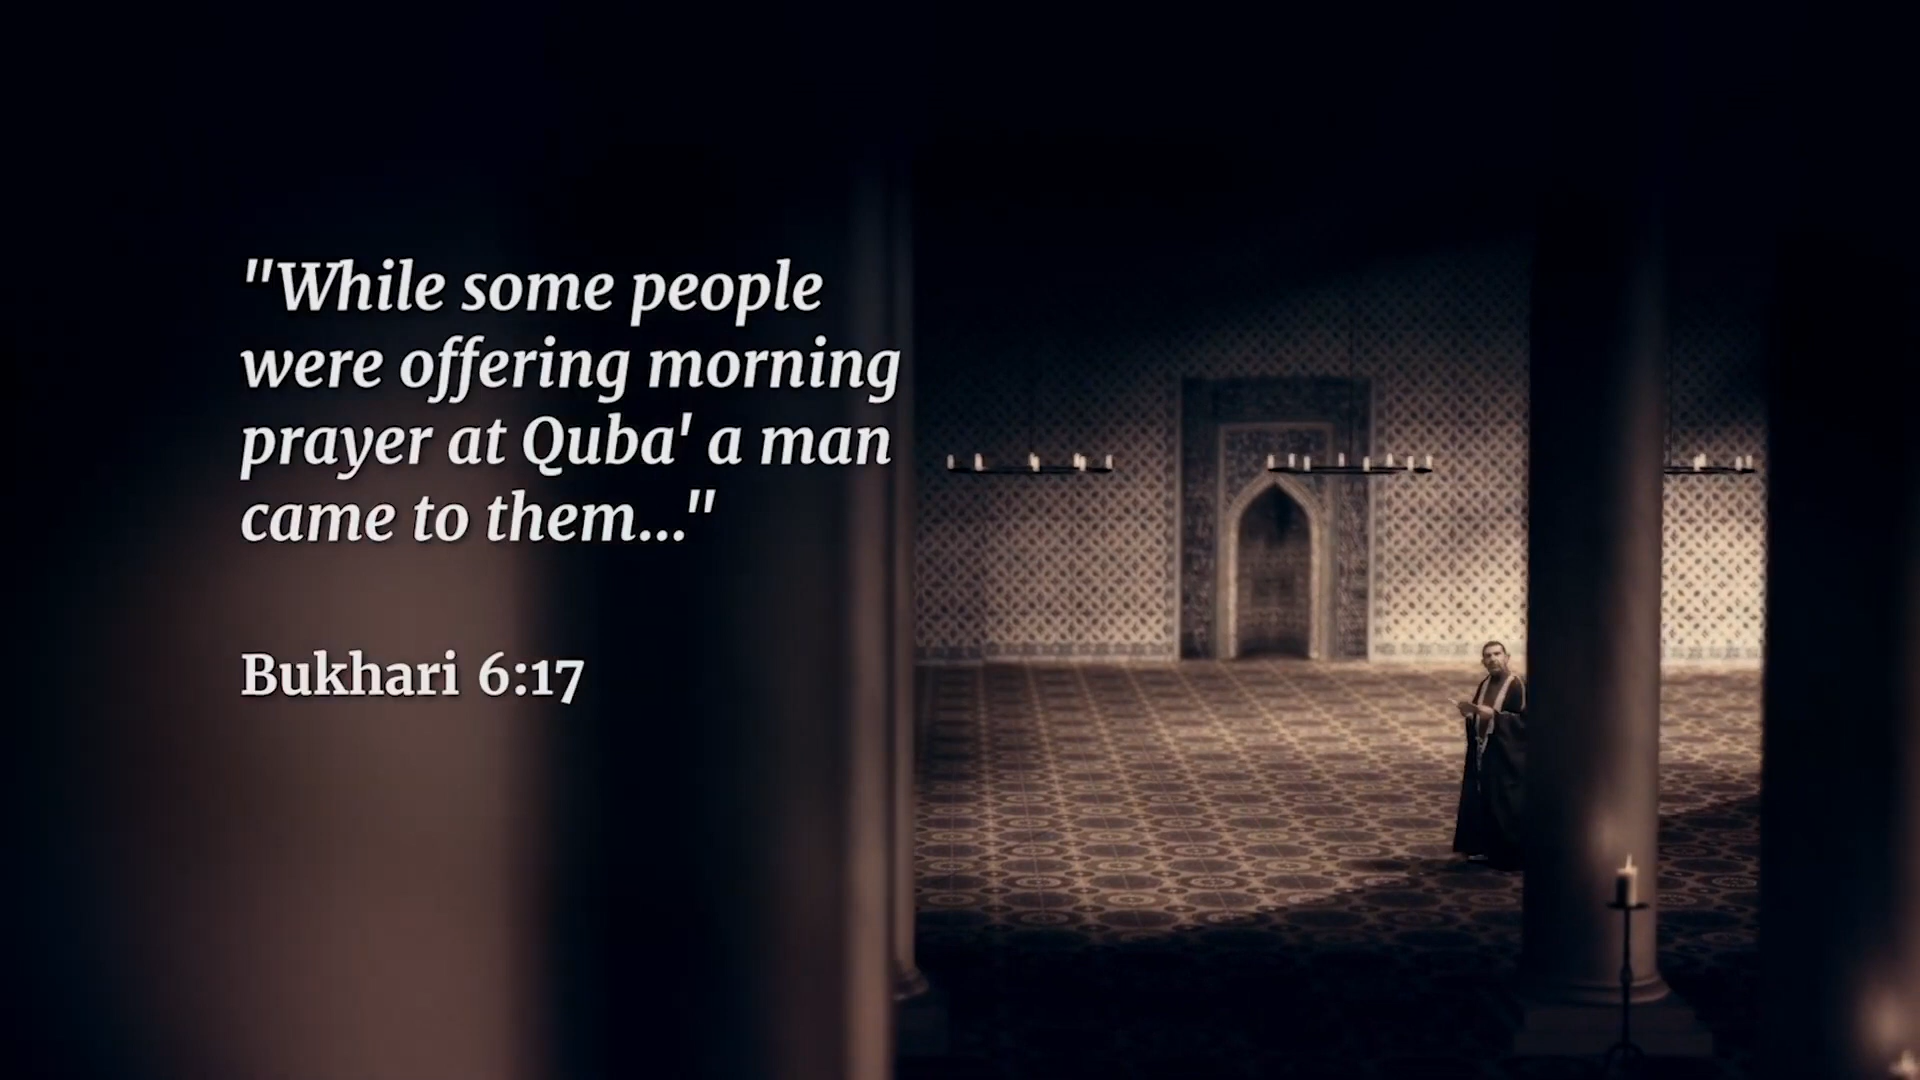 "While some people
were offering morning
prayer at Quba' a man
came to them..."
Bukhari 6:17